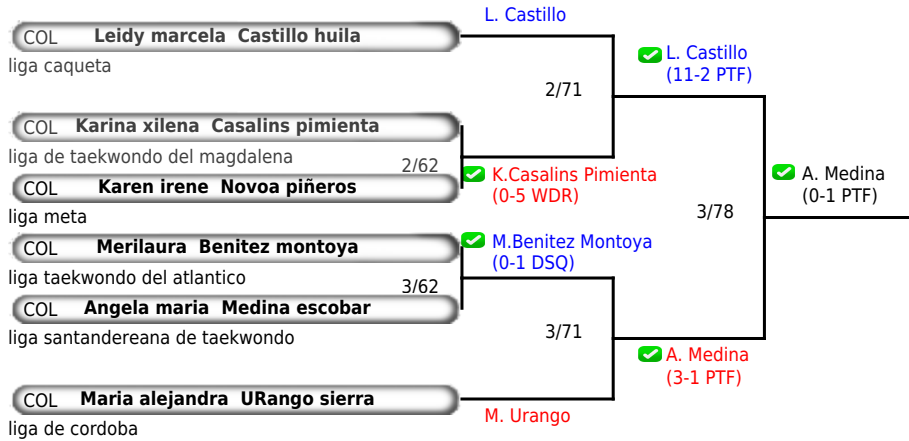 L. Castillo
COL Leidy marcela Castillo huila
liga caqueta
L. Castillo
(11-2 PTF)
2/71
COL Karina xilena Casalins pimienta
liga de taekwondo del magdalena
2/62
K.Casalins Pimienta
(0-5 WDR)
COL Karen irene Novoa piñeros
liga meta
A. Medina
(0-1 PTF)
3/78
COL Merilaura Benitez montoya
liga taekwondo del atlantico
M.Benitez Montoya
(0-1 DSQ)
3/62
COL Angela maria Medina escobar
liga santandereana de taekwondo
3/71
A. Medina
(3-1 PTF)
COL Maria alejandra URango sierra
liga de cordoba
M. Urango